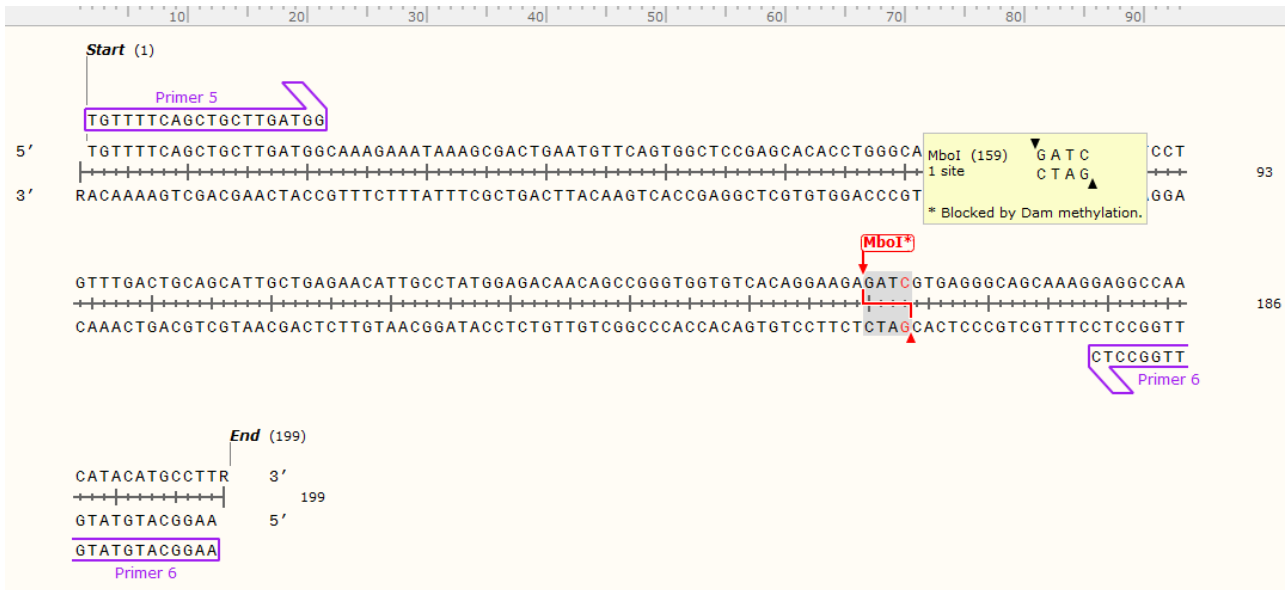 10 20 30 40 50 60 70 80 90
Start (1)
Primer 5
TGTTTTCAGCTGCTTGATGG
5′ TGTTTTCAGCTGCTTGATGGCAAAGAAATAAAGCGACTGAATGTTCAGTGGCTCCGAGCACACCTGGGCA TCCT
MboI (159) GATC
1 site CTAG
93
3′ RACAAAAGTCGACGAACTACCGTTTCTTTATTTCGCTGACTTACAAGTCACCGAGGCTCGTGTGGACCCGT GGA
* Blocked by Dam methylation.
MboI*
GTTTGACTGCAGCATTGCTGAGAACATTGCCTATGGAGACAACAGCCGGGTGGTGTCACAGGAAGAGATCGTGAGGGCAGCAAAGGAGGCCAA
186
CAAACTGACGTCGTAACGACTCTTGTAACGGATACCTCTGTTGTCGGCCCACCACAGTGTCCTTCTCTAGCACTCCCGTCGTTTCCTCCGGTT
CTCCGGTT
Primer 6
End (199)
CATACATGCCTTR 3′
199
GTATGTACGGAA 5′
GTATGTACGGAA
Primer 6